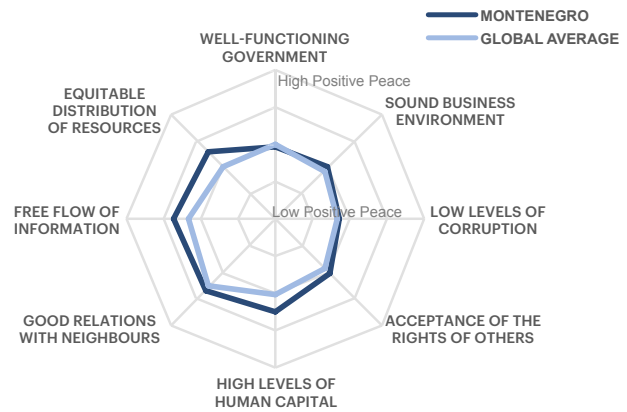 MONTENEGRO
GLOBAL AVERAGE
WELL-FUNCTIONING
GOVERNMENT
High Positive Peace
EQUITABLE
DISTRIBUTION
OF RESOURCES
SOUND BUSINESS
ENVIRONMENT
FREE FLOW OF
INFORMATION
Low Positive Peace
LOW LEVELS OF
CORRUPTION
GOOD RELATIONS
WITH NEIGHBOURS
ACCEPTANCE OF THE
RIGHTS OF OTHERS
HIGH LEVELS OF
HUMAN CAPITAL